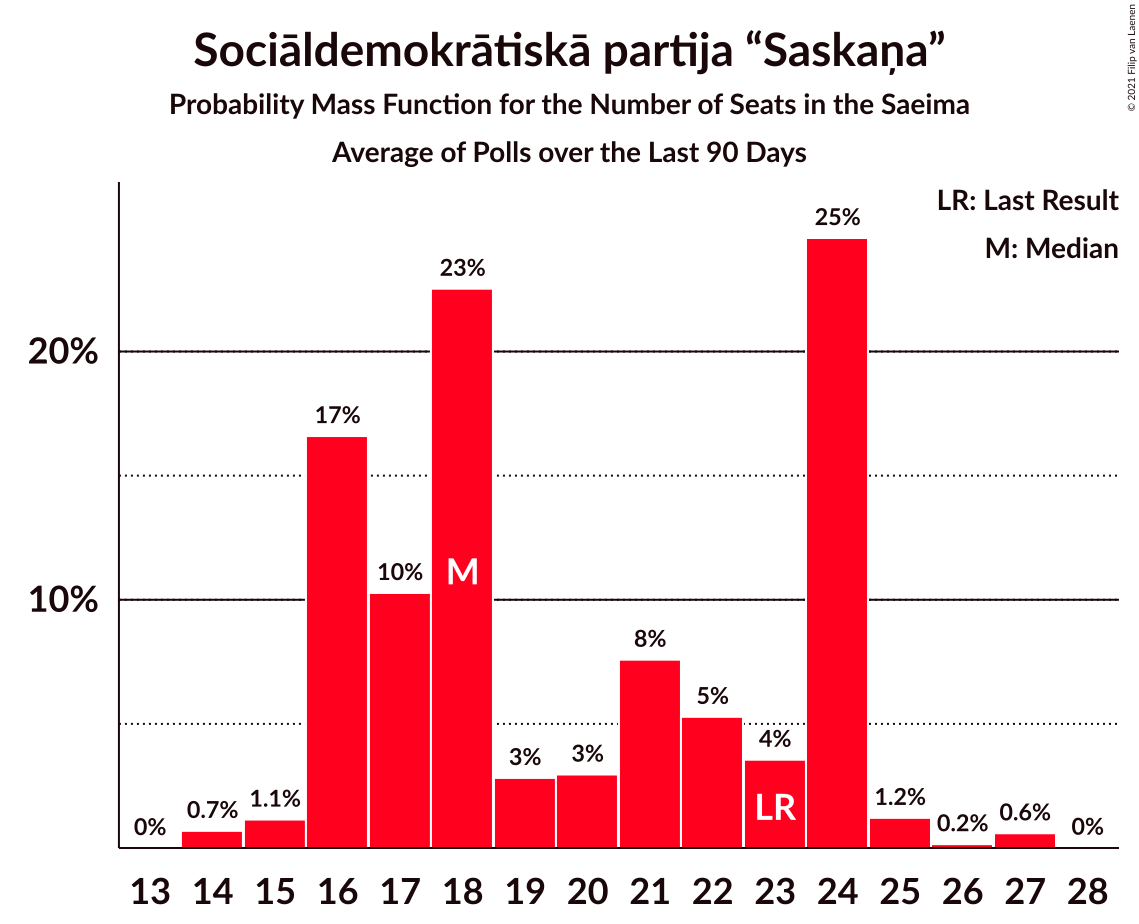 Sociāldemokrātiskā partija “Saskaņa”
Probability Mass Function for the Number of Seats in the Saeima
Average of Polls over the Last 90 Days
© 2021 Filip van Laenen
LR: Last Result
M: Median
20%
10%
0%
0.7%
1.1%
17%
10%
23%
3%
3%
8%
5%
4%
25%
1.2%
0.2%
0.6%
0%
M
LR
13 14 15 16 17 18 19 20 21 22 23 24 25 26 27 28